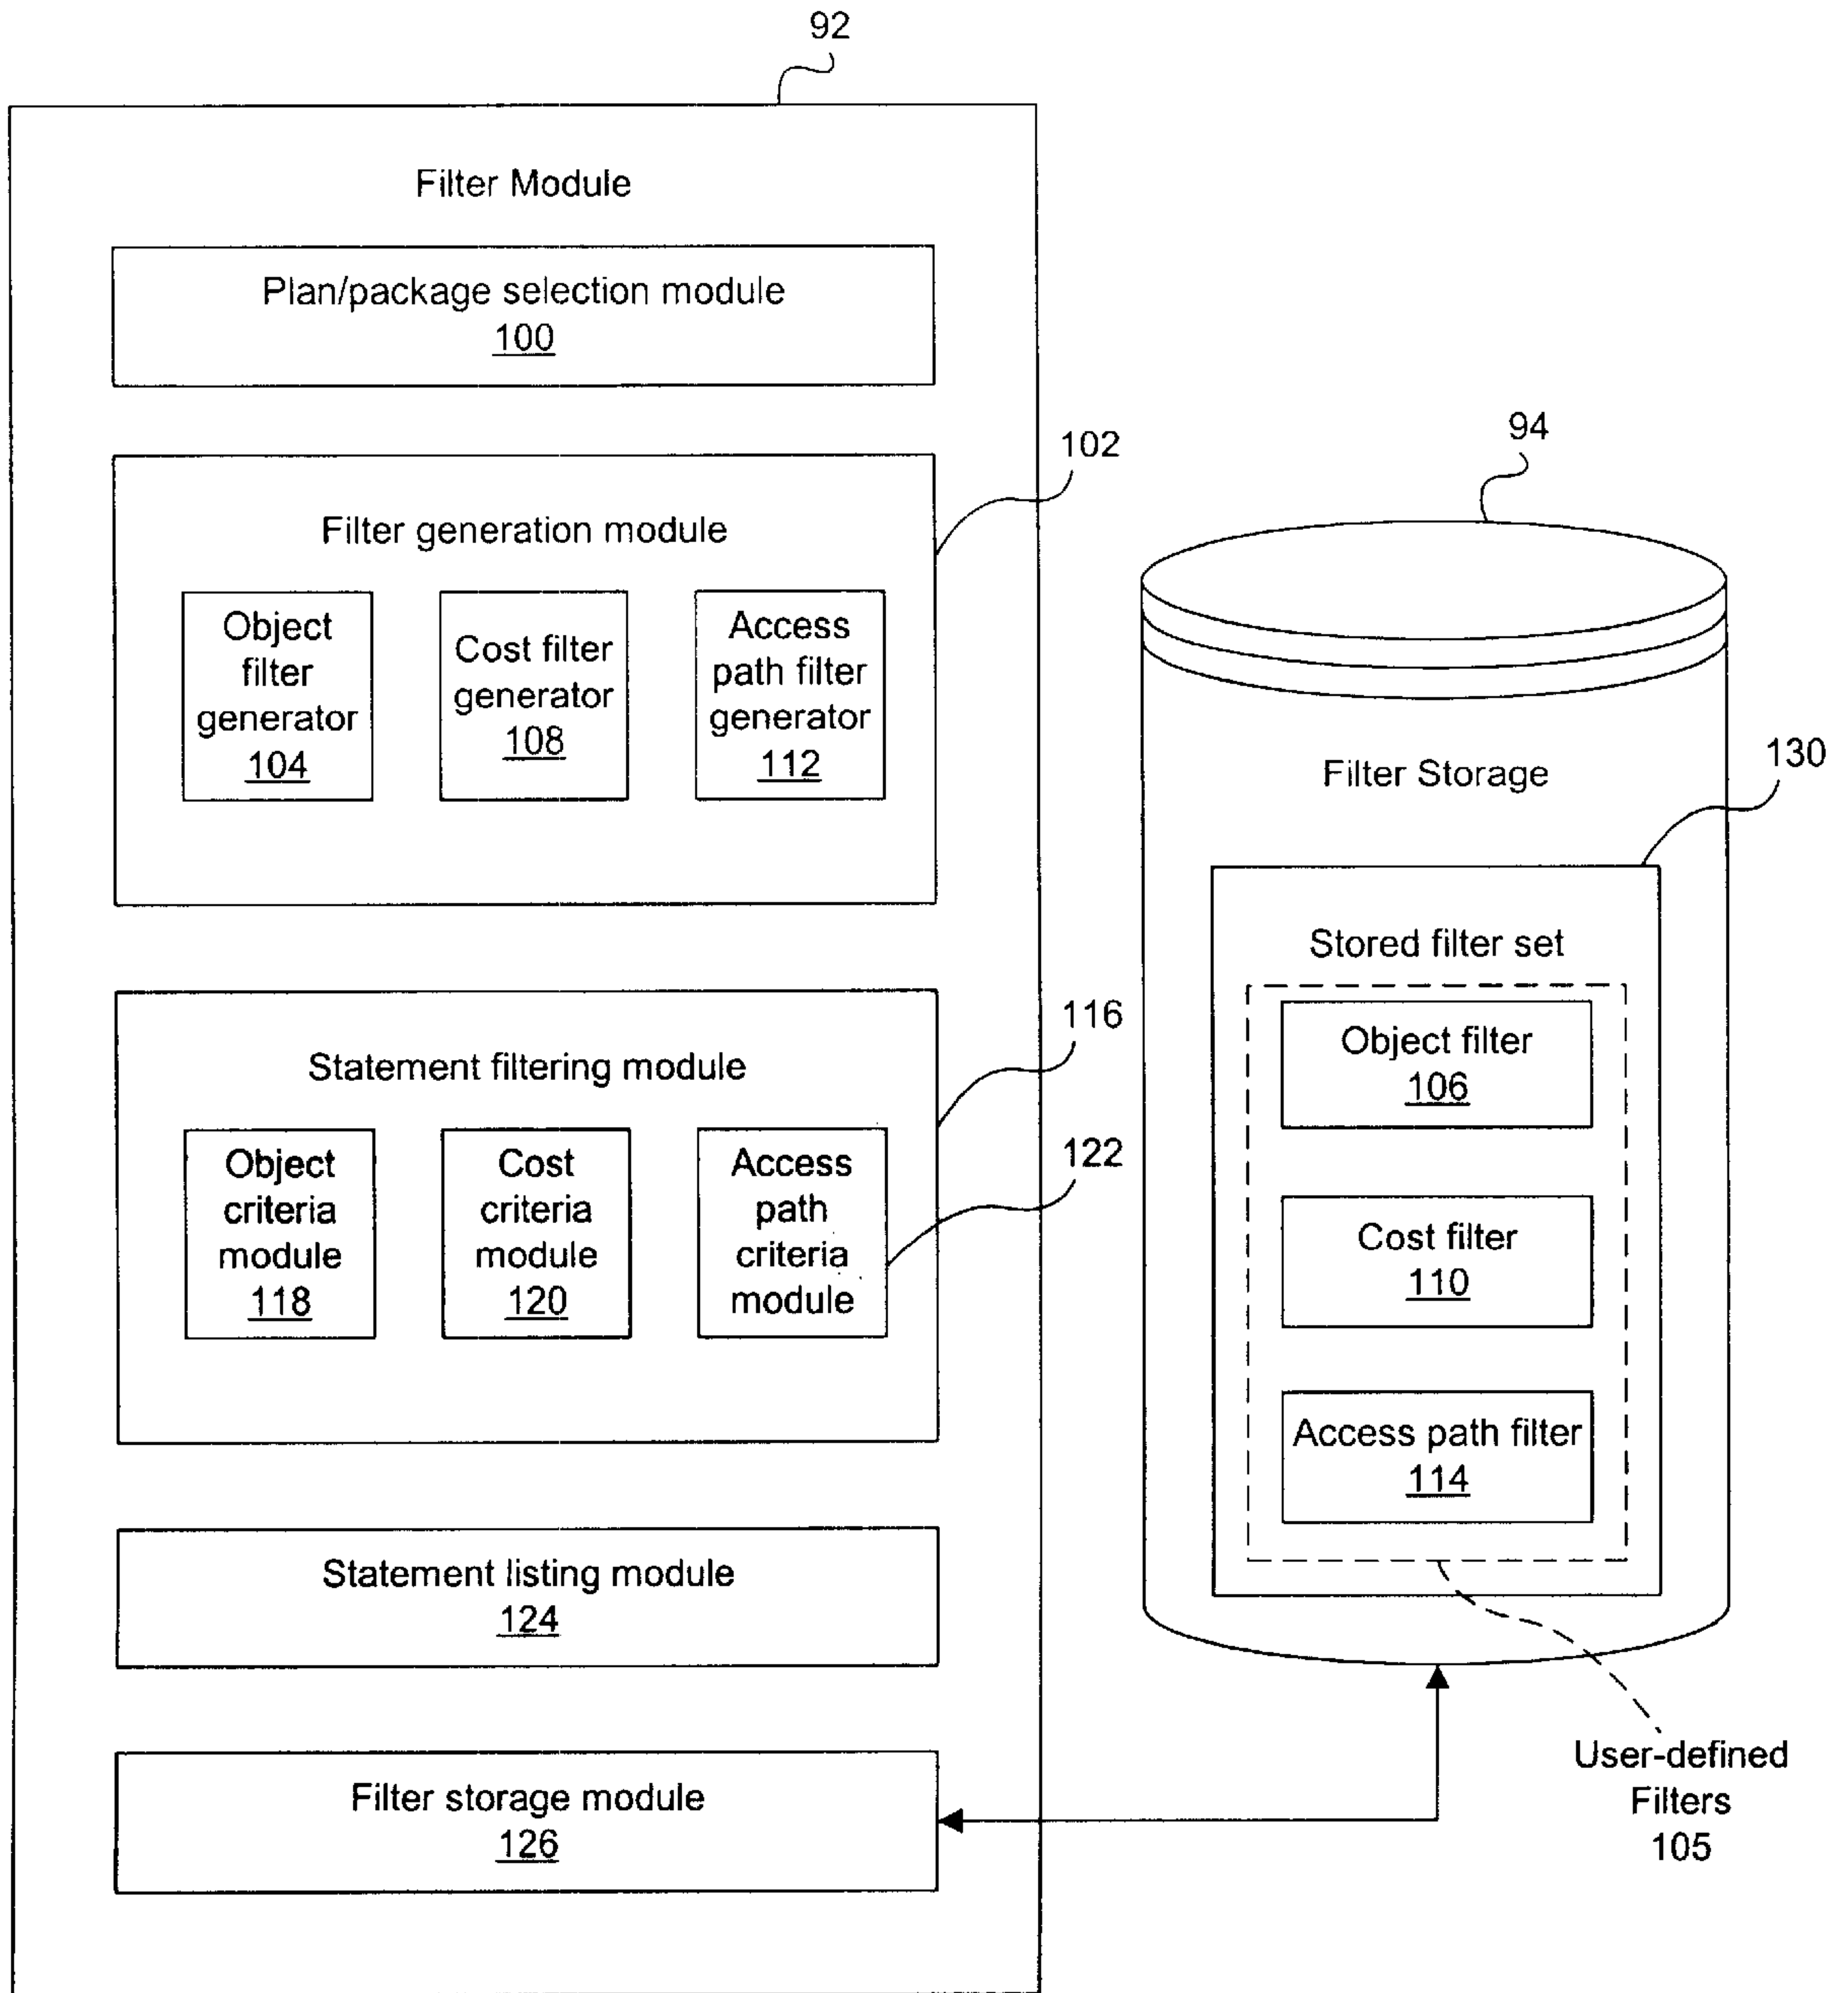 92
Filter Module
Plan/package selection module
100
102
Filter generation module
Object
filter
generator
104
Cost filter
generator
108
Access
path filter
generator
112
116
Statement filtering module
Object
criteria
module
118
Cost
criteria
module
120
Access
path
criteria
module
122
Statement listing module
124
Filter storage module
126
94
Filter Storage
130
Stored filter set
Object filter
106
Cost filter
110
Access path filter
114
User-defined
Filters
105